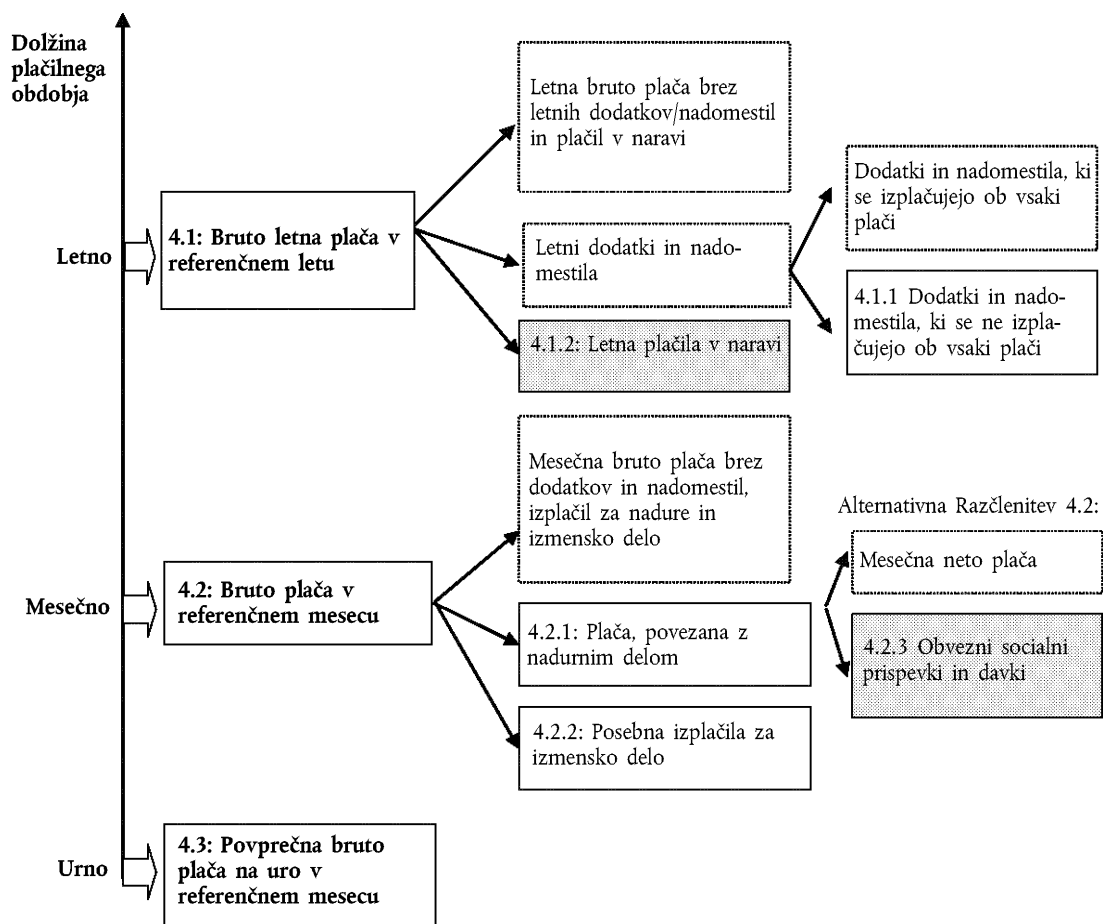 Dolžina
plačilnega
obdobja
Letna bruto plača brez
letnih dodatkov/nadomestil
in plačil v naravi
Dodatki in nadomestila, ki
se izplačujejo ob vsaki
plači
Letno
4.1: Bruto letna plača v
referenčnem letu
Letni dodatki in nado-
mestila
4.1.1 Dodatki in nado-
mestila, ki se ne izpla-
čujejo ob vsaki plači
4.1.2: Letna plačila v naravi
Mesečna bruto plača brez
dodatkov in nadomestil,
izplačil za nadure in
izmensko delo
Alternativna Razčlenitev 4.2:
Mesečna neto plača
Mesečno
4.2: Bruto plača v
referenčnem mesecu
4.2.1: Plača, povezana z
nadurnim delom
4.2.3 Obvezni socialni
prispevki in davki
4.2.2: Posebna izplačila za
izmensko delo
Urno
4.3: Povprečna bruto
plača na uro v
referenčnem mesecu